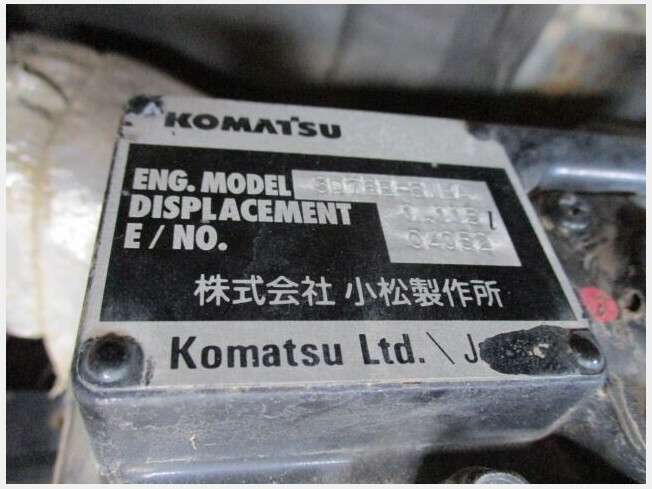 KOMATSU
ENG. MODEL
DISPLACEMENT
E / NO.
株式会社 小松製作所
Komatsu Ltd. \